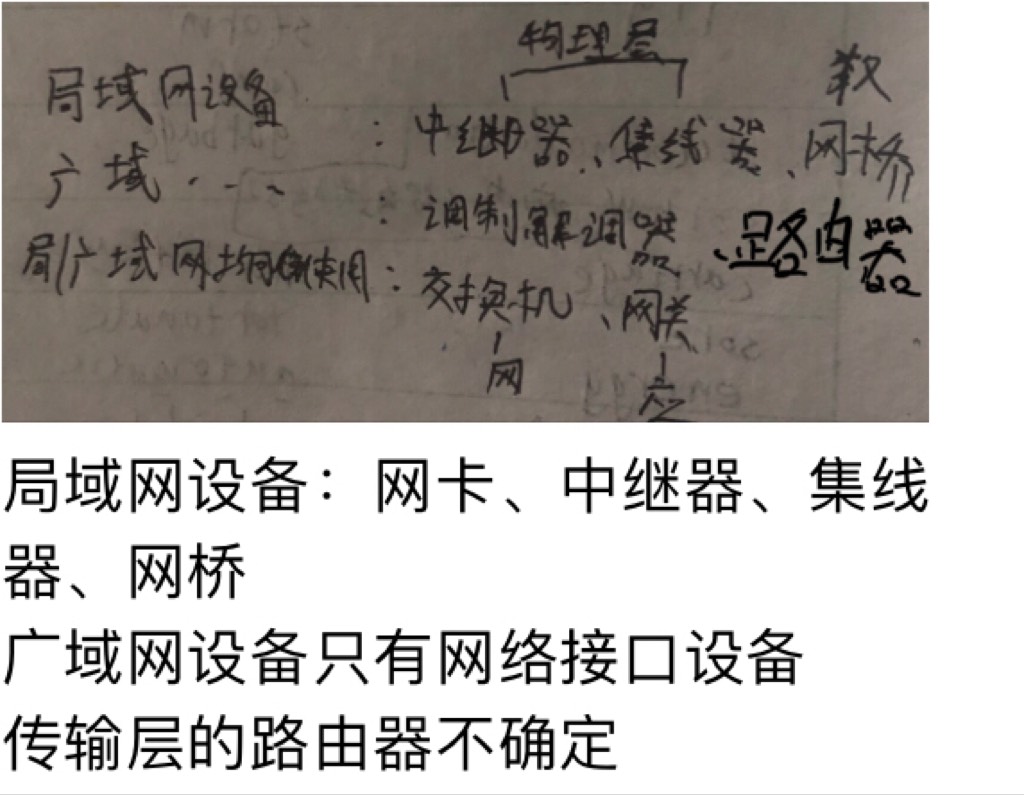 物理层
数
局域网设备：中继器、集线器、网桥
广域...：调制解调器、路由器
局/广域网均可使用：交换机、网关
网
应
局域网设备：网卡、中继器、集线
器、网桥
广域网设备只有网络接口设备
传输层的路由器不确定